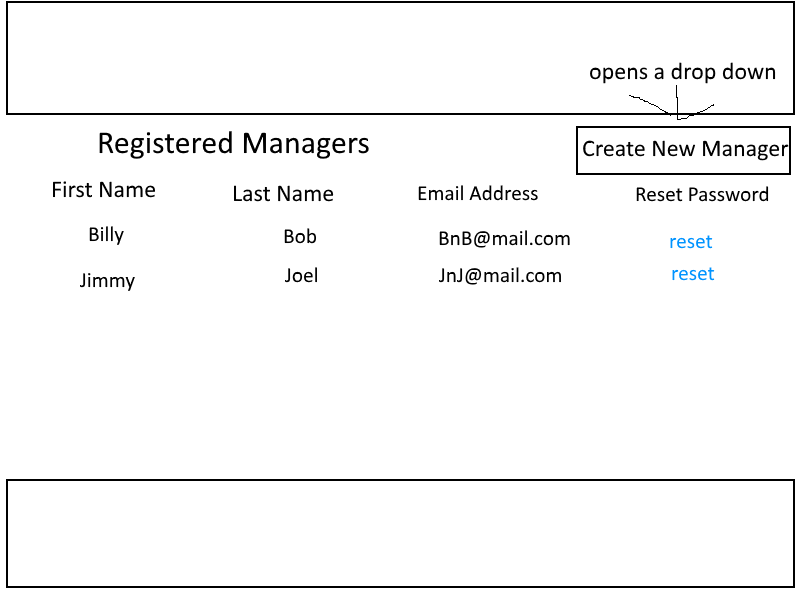 opens a drop down
Registered Managers
Create New Manager
First Name Last Name Email Address Reset Password
Billy Bob BnB@mail.com reset
Jimmy Joel JnJ@mail.com reset